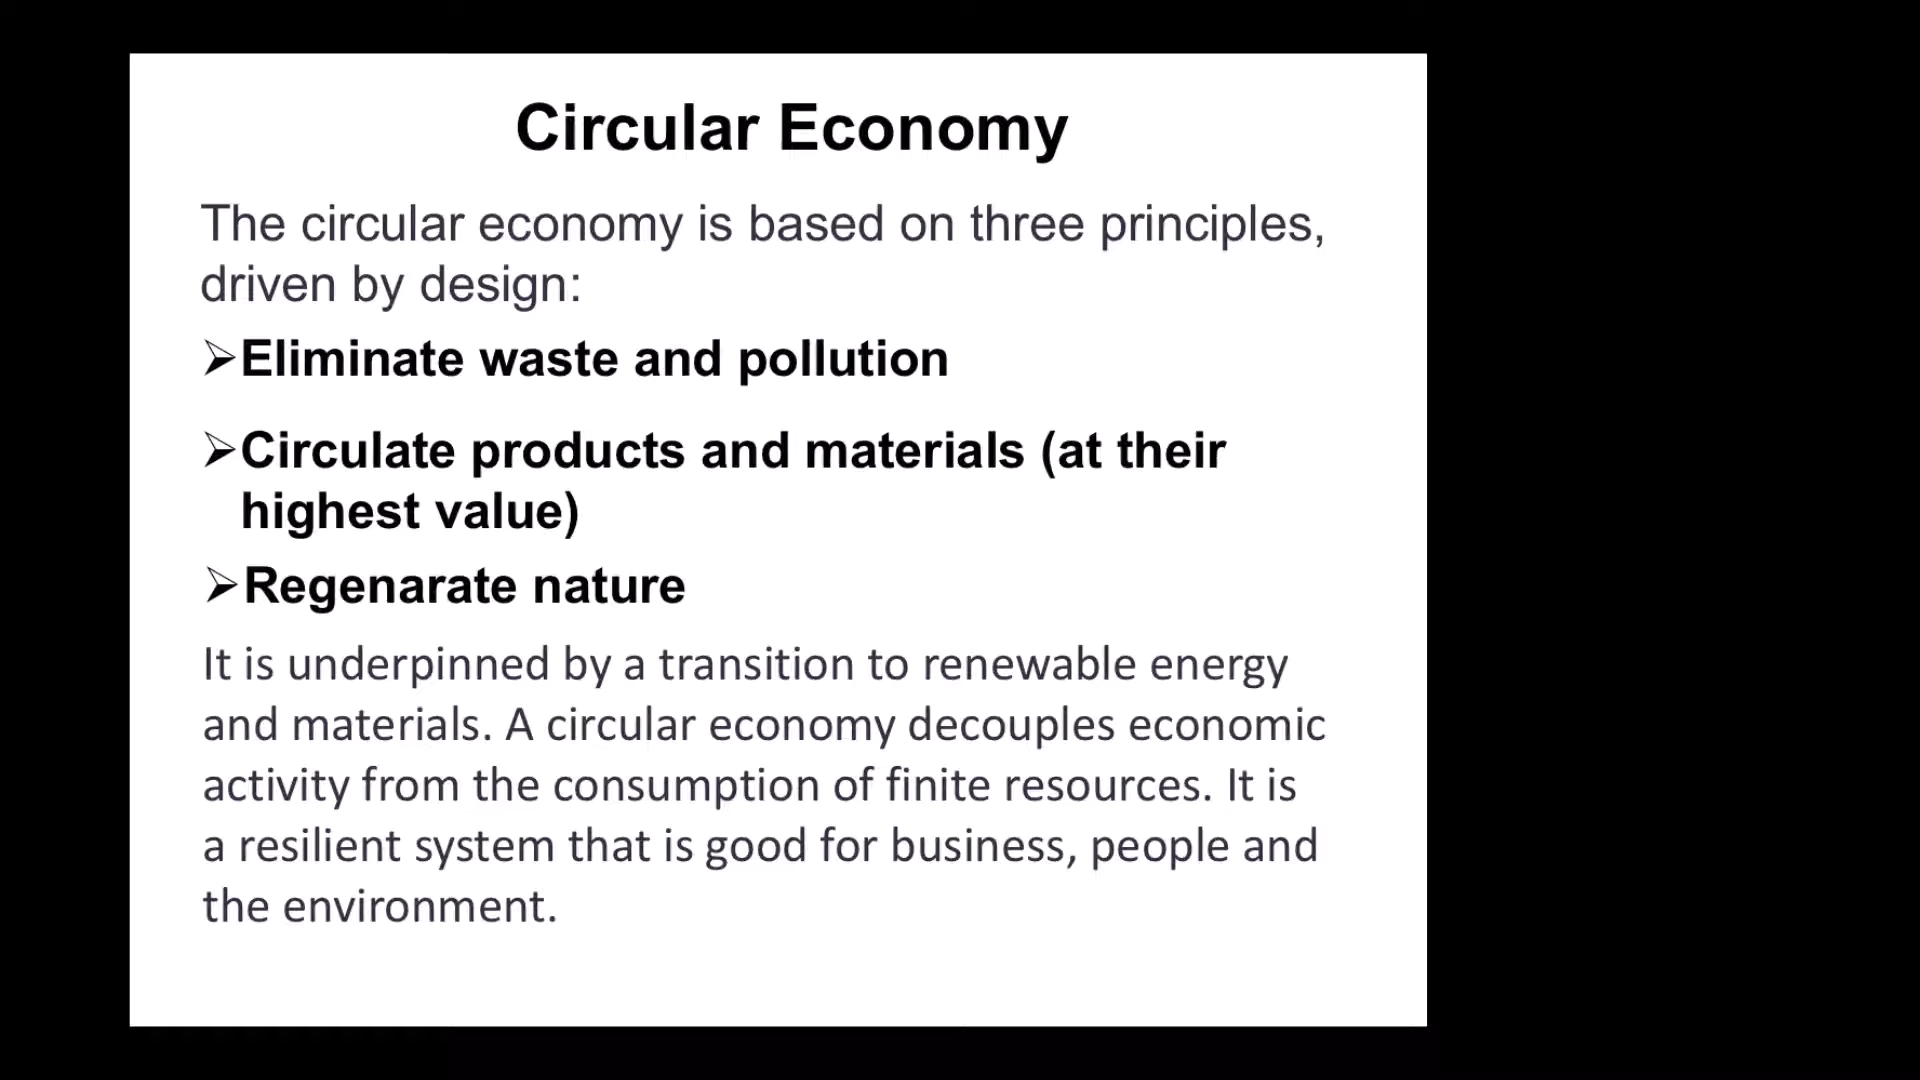 Circular Economy
The circular economy is based on three principles,
driven by design:
➢Eliminate waste and pollution
➢Circulate products and materials (at their
highest value)
➢Regenarate nature
It is underpinned by a transition to renewable energy
and materials. A circular economy decouples economic
activity from the consumption of finite resources. It is
a resilient system that is good for business, people and
the environment.